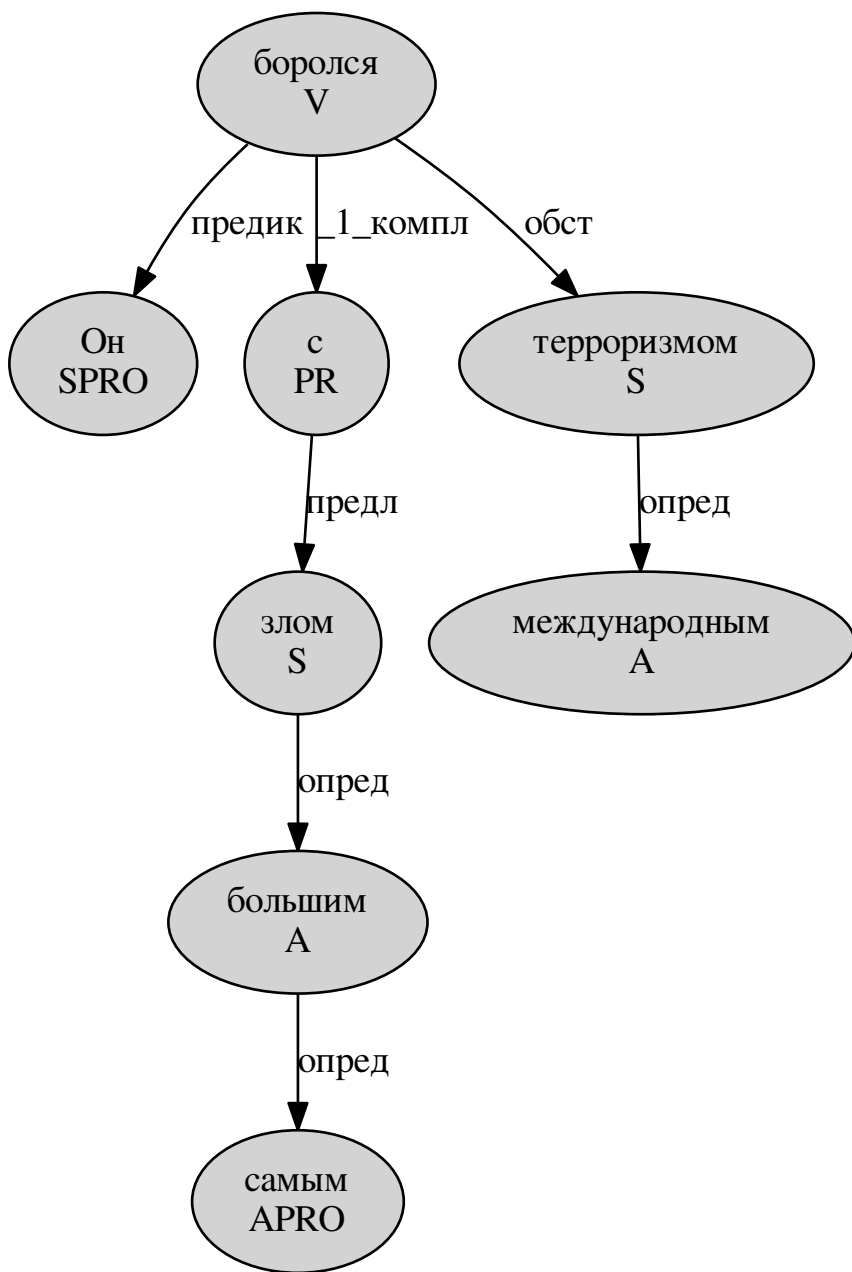 боролся
V
предик
_1_компл
обст
Он
SPRO
с
PR
терроризмом
S
предл
опред
злом
S
международным
A
опред
большим
A
опред
самым
APRO